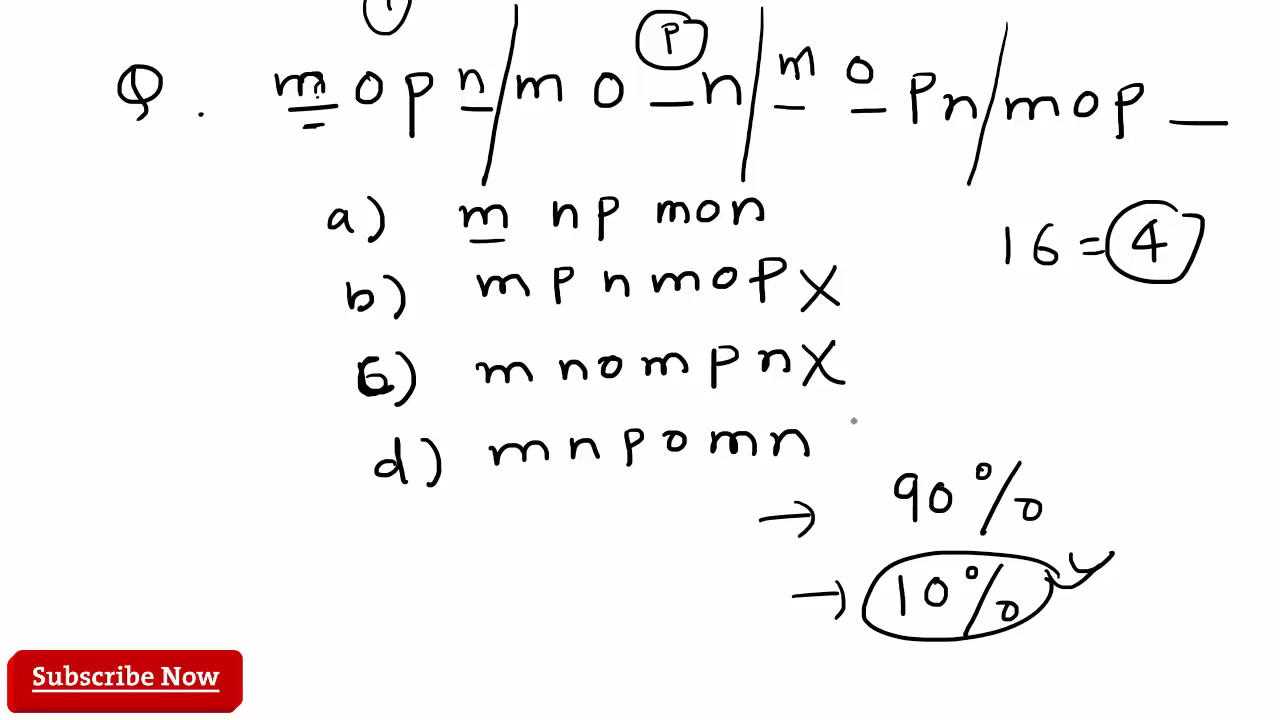 P
Q. m o p n / m o _ n / m o p n / m o p _
a) m n p m o n
16 = 4
b) m p n m o p X
c) m n o m p n X
d) m n p o m n
→ 90%
→ 10%
Subscribe Now